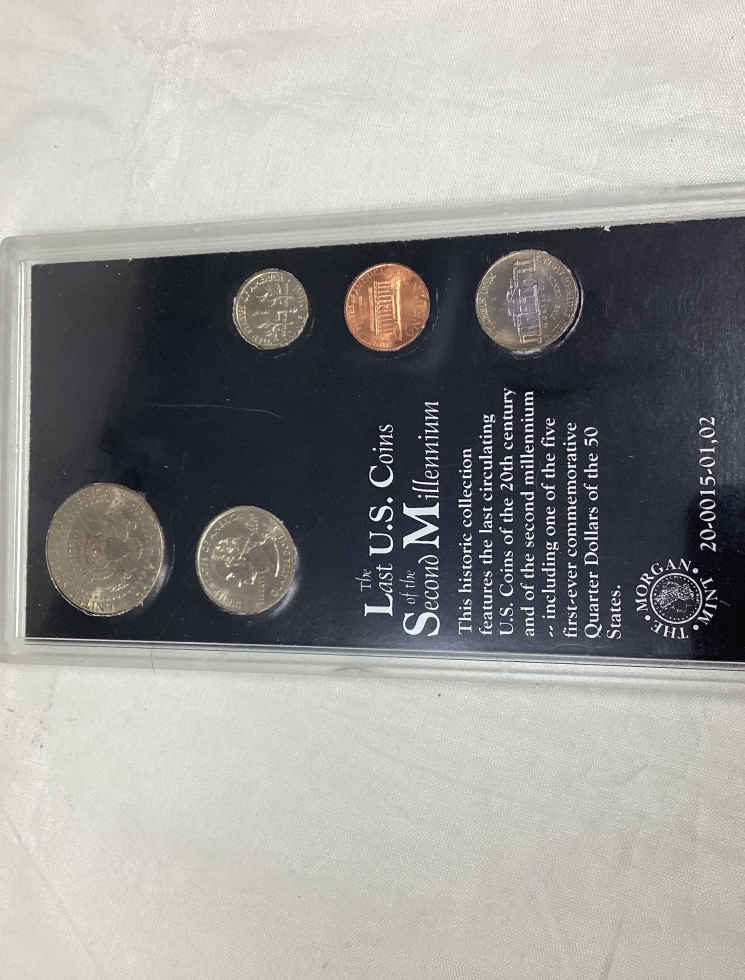 The
Last U.S. Coins
of the
Second Millennium
This historic collection
features the last circulating
U.S. Coins of the 20th century
and of the second millennium
-- including one of the five
first-ever commemorative
Quarter Dollars of the 50
States.
• THE • MORGAN • MINT
20-0015-01,02